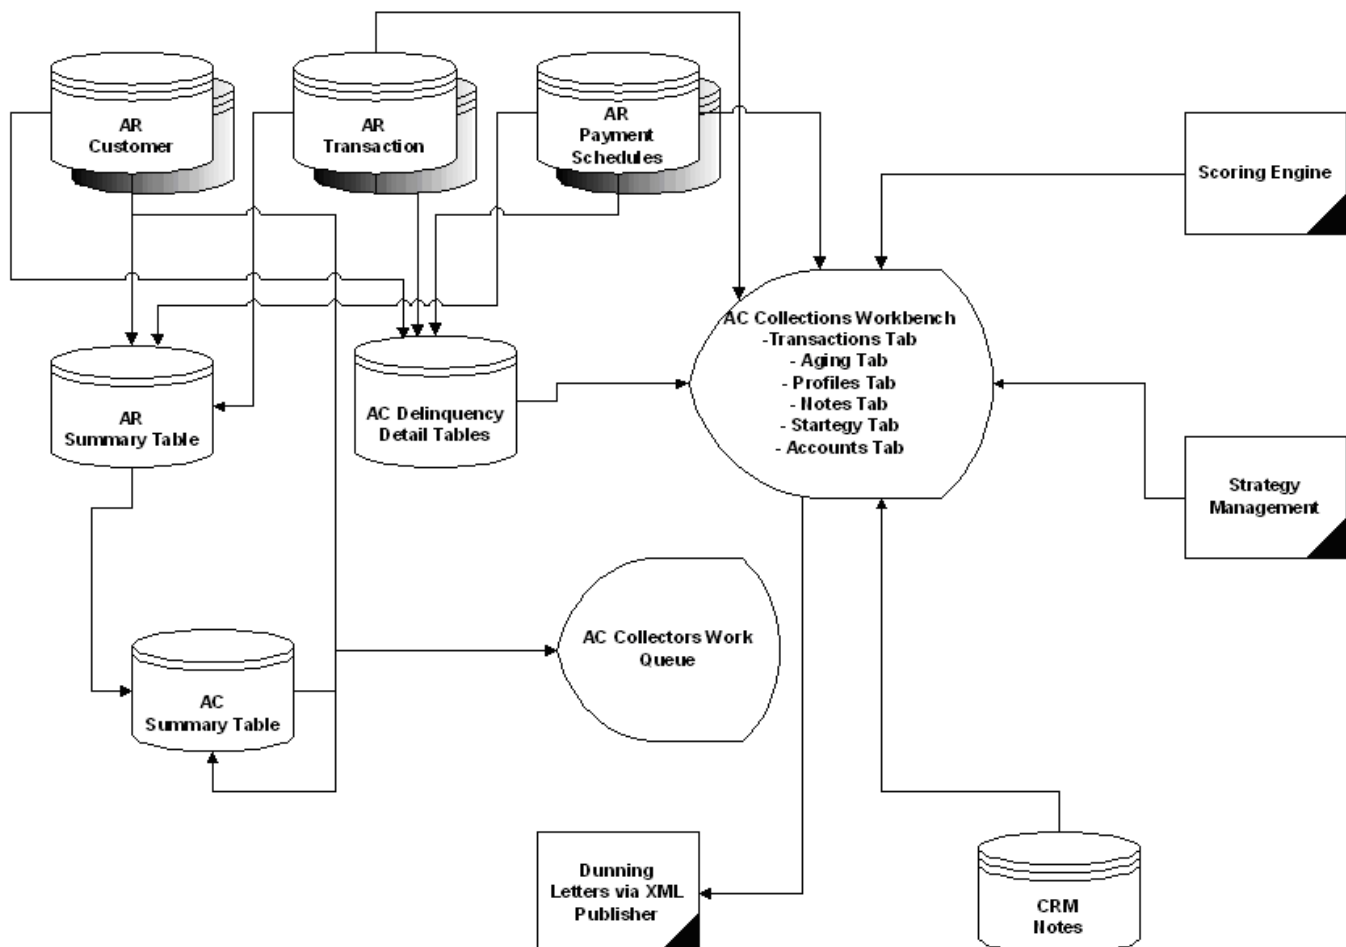 AR
Customer
AR
Transaction
AR
Payment
Schedules
Scoring Engine
AC Collections Workbench
-Transactions Tab
- Aging Tab
- Profiles Tab
- Notes Tab
- Startegy Tab
- Accounts Tab
AR
Summary Table
AC Delinquency
Detail Tables
Strategy
Management
AC Collectors Work
Queue
AC
Summary Table
Dunning
Letters via XML
Publisher
CRM
Notes